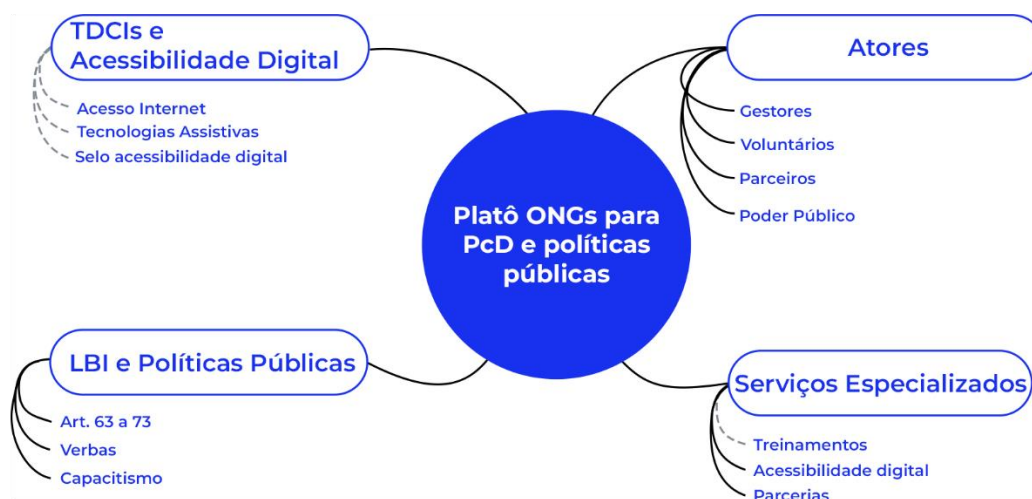 TDCIs e
Acessibilidade Digital
Acesso Internet
Tecnologias Assistivas
Selo acessibilidade digital
Atores
Gestores
Voluntários
Parceiros
Poder Público
Platô ONGs para
PcD e políticas
públicas
LBI e Políticas Públicas
Art. 63 a 73
Verbas
Capacitismo
Serviços Especializados
Treinamentos
Acessibilidade digital
Parcerias